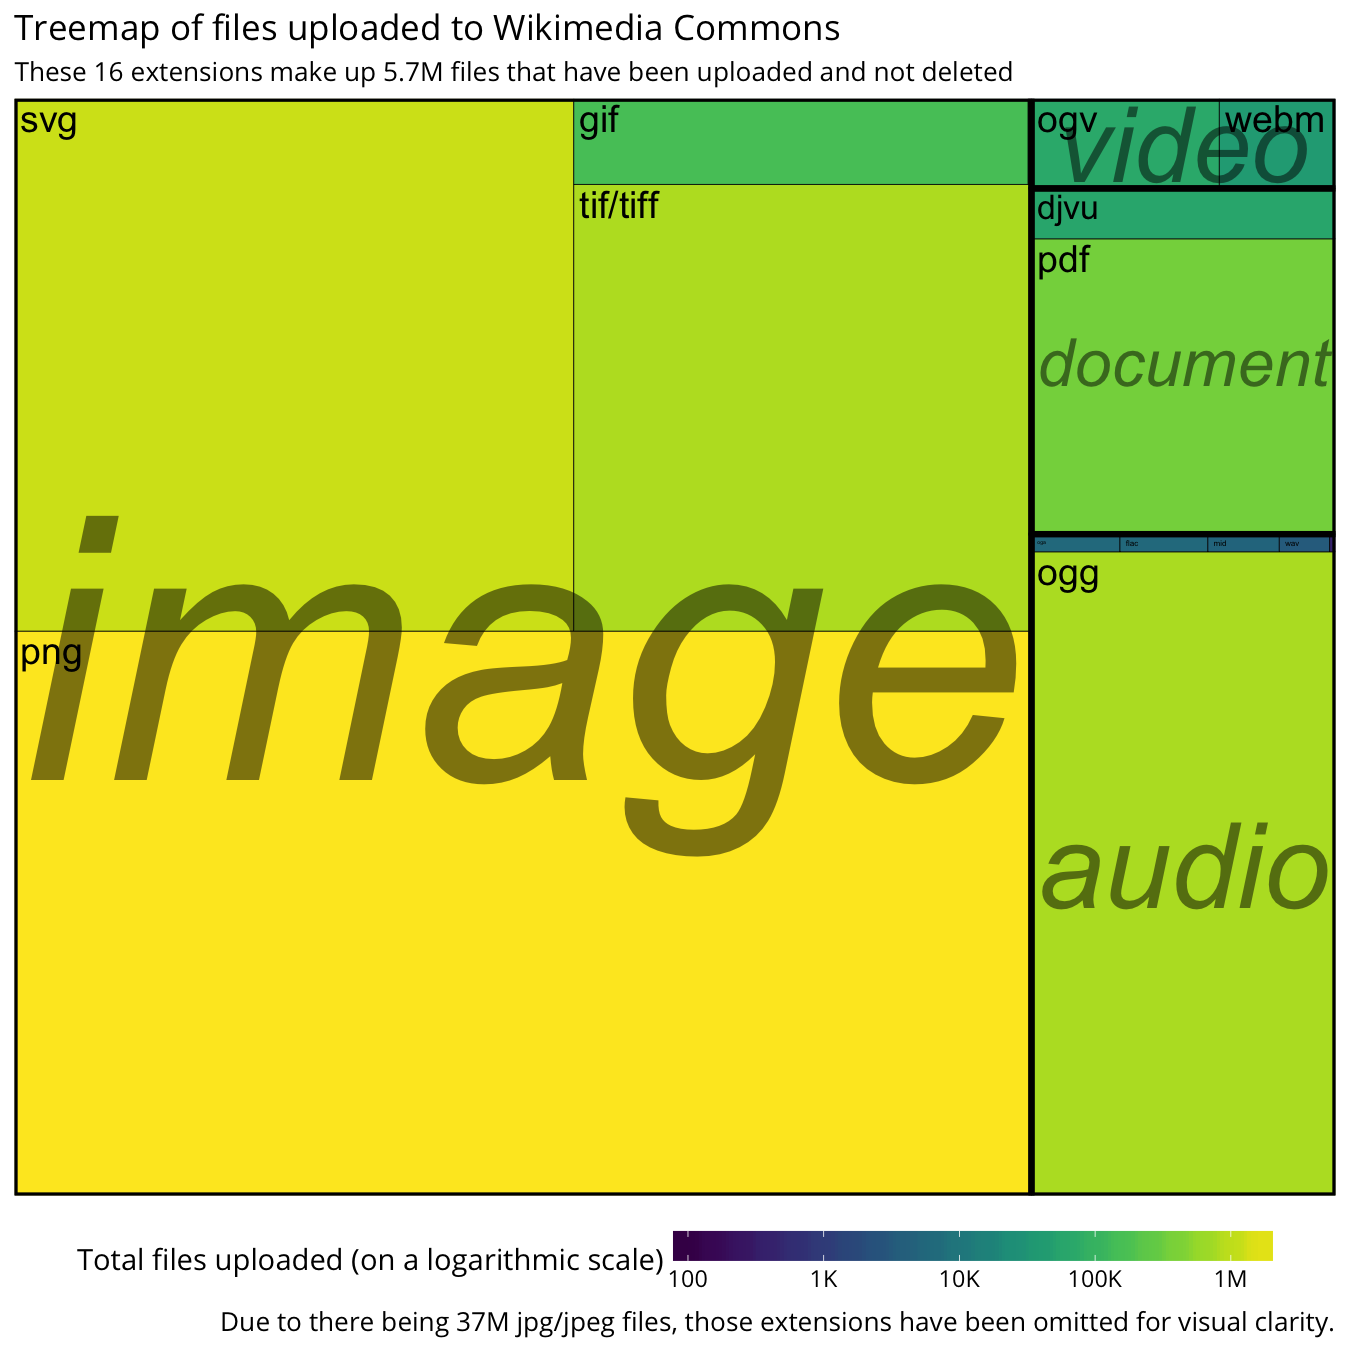 Treemap of files uploaded to Wikimedia Commons
These 16 extensions make up 5.7M files that have been uploaded and not deleted
svg
gif
tif/tiff
png
image
ogv
webm
video
djvu
pdf
document
flac
mid
wav
ogg
audio
Total files uploaded (on a logarithmic scale)
100
1K
10K
100K
1M
Due to there being 37M jpg/jpeg files, those extensions have been omitted for visual clarity.